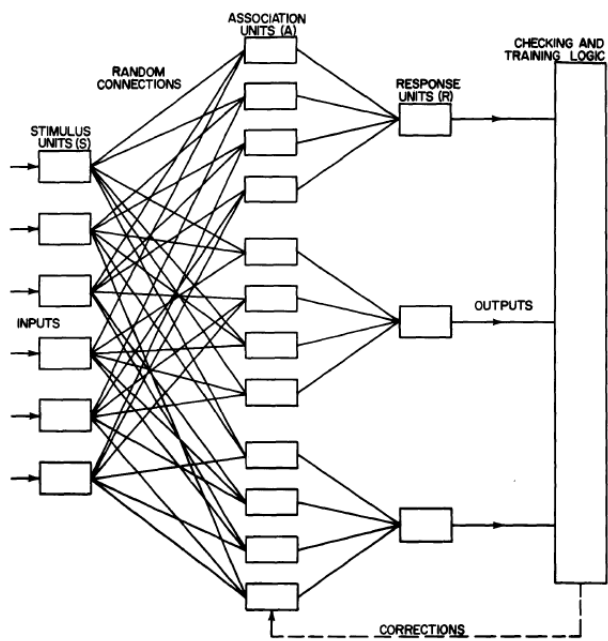 ASSOCIATION
UNITS (A)
RANDOM
CONNECTIONS
STIMULUS
UNITS (S)
INPUTS
RESPONSE
UNITS (R)
OUTPUTS
CHECKING AND
TRAINING LOGIC
CORRECTIONS